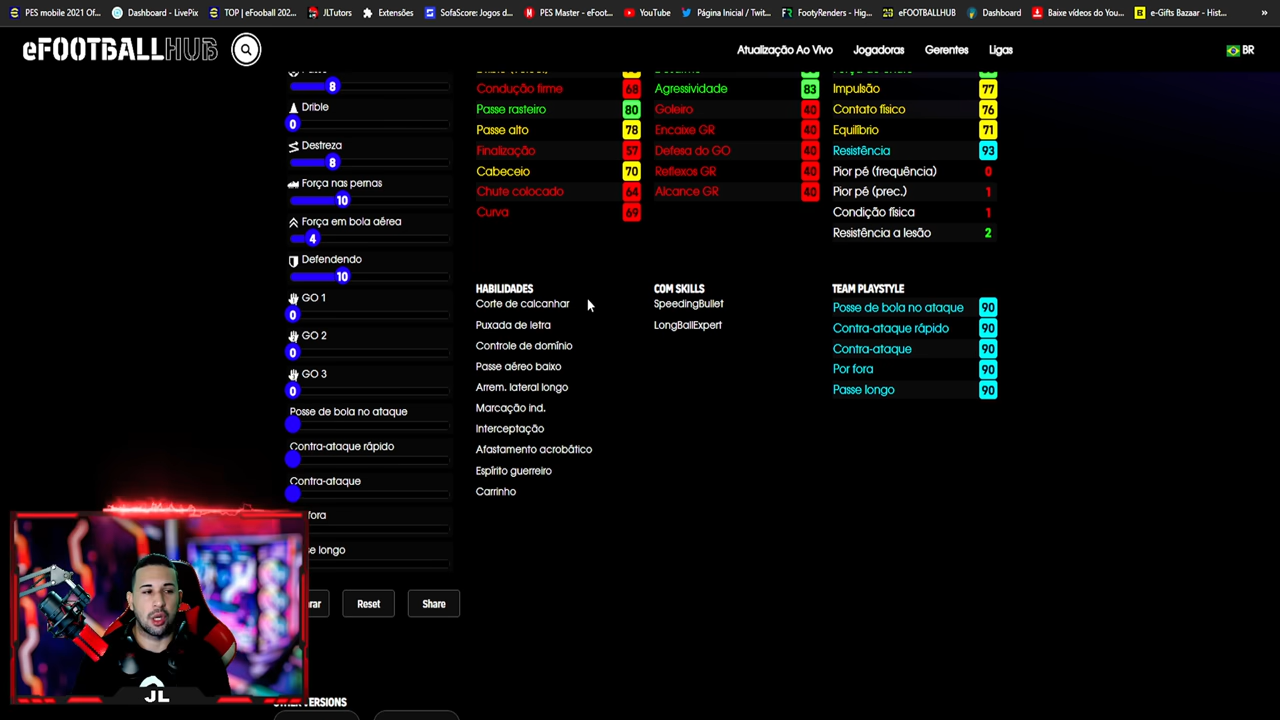 PES mobile 2021 Of... Dashboard - LivePix TOP | eFooball 202... JLTutors Extensões SofaScore: Jogos d... PES Master - eFoot... YouTube Página Inicial / Twit... FootyRenders - Hig... eFOOTBALLHUB Dashboard Baixe vídeos do You... e-Gifts Bazaar - Hist... »
eFOOTBALLHUB Atualização Ao Vivo Jogadoras Gerentes Ligas BR
8
Drible
0
Destreza
8
Força nas pernas
10
Força em bola aérea
4
Defendendo
10
GO 1
0
GO 2
0
GO 3
0
Posse de bola no ataque
Contra-ataque rápido
Contra-ataque
fora
se longo
rar Reset Share
OTHER VERSIONS
Condução firme 68
Passe rasteiro 80
Passe alto 78
Finalização 57
Cabeceio 70
Chute colocado 64
Curva 69
Agressividade 83
Goleiro 40
Encaixe GR 40
Defesa do GO 40
Reflexos GR 40
Alcance GR 40
Impulsão 77
Contato físico 76
Equilíbrio 71
Resistência 93
Pior pé (frequência) 0
Pior pé (prec.) 1
Condição física 1
Resistência a lesão 2
HABILIDADES
Corte de calcanhar
Puxada de letra
Controle de domínio
Passe aéreo baixo
Arrem. lateral longo
Marcação ind.
Interceptação
Afastamento acrobático
Espírito guerreiro
Carrinho
COM SKILLS
SpeedingBullet
LongBallExpert
TEAM PLAYSTYLE
Posse de bola no ataque 90
Contra-ataque rápido 90
Contra-ataque 90
Por fora 90
Passe longo 90
JL